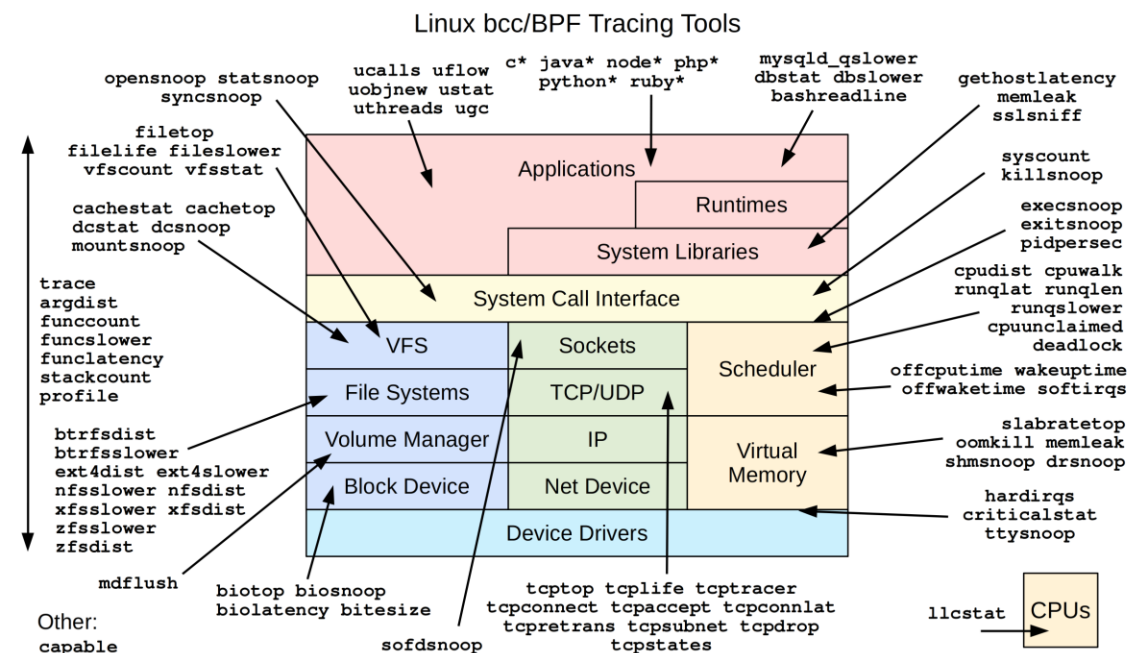 Linux bcc/BPF Tracing Tools
opensnoop statsnoop
syncsnoop
ucalls uflow
uobjnew ustat
uthreads ugc
c* java* node* php*
python* ruby*
mysqld_qslower
dbstat dbslower
bashreadline
gethostlatency
memleak
sslsniff
filetop
filelife fileslower
vfscount vfsstat
syscount
killsnoop
cachestat cachetop
dcstat dcsnoop
mountsnoop
execsnoop
exitsnoop
pidpersec
Applications
Runtimes
System Libraries
System Call Interface
trace
argdist
funccount
funcslower
funclatency
stackcount
profile
cpudist cpuwalk
runqlat runqlen
runqslower
cpuunclaimed
deadlock
VFS
Sockets
Scheduler
File Systems
TCP/UDP
offcputime wakeuptime
offwaketime softirqs
Volume Manager
IP
Virtual
Memory
Block Device
Net Device
Device Drivers
slabratetop
oomkill memleak
shmsnoop drsnoop
btrfsdist
btrfsslower
ext4dist ext4slower
nfsslower nfsdist
xfsslower xfsdist
zfsslower
zfsdist
hardirqs
criticalstat
ttysnoop
mdflush
biotop biosnoop
biolatency bitesize
sofdsnoop
tcptop tcplife tcptracer
tcpconnect tcpaccept tcpconnlat
tcpretrans tcpsubnet tcpdrop
tcpstates
llcstat
CPUs
Other:
capable